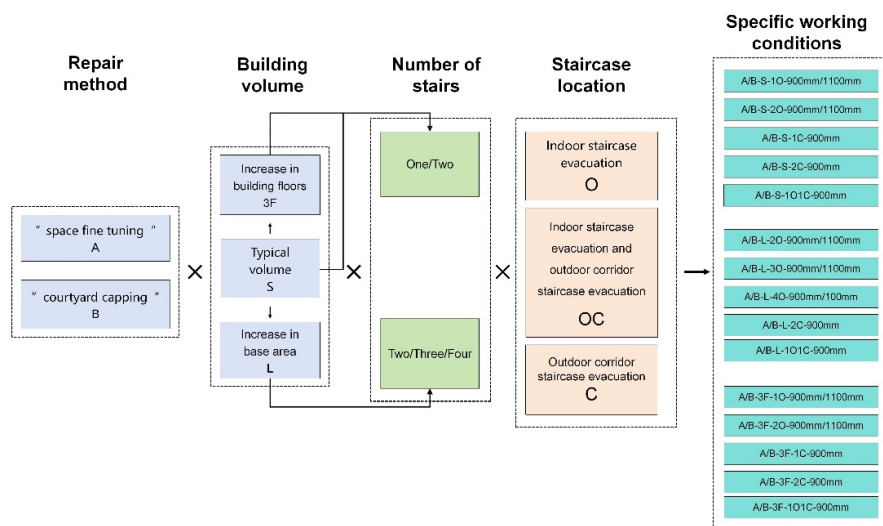 Repair
method
“ space fine tuning “
A
“ courtyard capping “
B
×
Building
volume
Increase in
building floors
3F
Typical
volume
S
Increase in
base area
L
×
Number of
stairs
One/Two
Two/Three/Four
×
Staircase
location
Indoor staircase
evacuation
O
Indoor staircase
evacuation and
outdoor corridor
staircase evacuation
OC
Outdoor corridor
staircase evacuation
C
Specific working
conditions
A/B-S-1O-900mm/1100mm
A/B-S-2O-900mm/1100mm
A/B-S-1C-900mm
A/B-S-2C-900mm
A/B-S-1O1C-900mm
A/B-L-2O-900mm/1100mm
A/B-L-3O-900mm/1100mm
A/B-L-4O-900mm/100mm
A/B-L-2C-900mm
A/B-L-1O1C-900mm
A/B-3F-1O-900mm/1100mm
A/B-3F-2O-900mm/1100mm
A/B-3F-1C-900mm
A/B-3F-2C-900mm
A/B-3F-1O1C-900mm